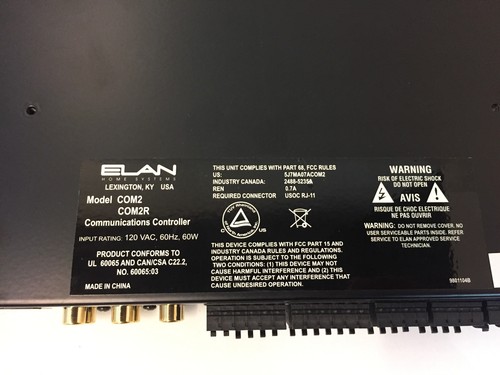 ELAN
HOME SYSTEMS
LEXINGTON, KY USA
Model COM2
COM2R
Communications Controller
INPUT RATING: 120 VAC, 60Hz, 60W
PRODUCT CONFORMS TO
UL 60065 AND CAN/CSA C22.2,
NO. 60065:03
MADE IN CHINA
THIS UNIT COMPLIES WITH PART 68, FCC RULES
US: 5J7MA07ACOM2
INDUSTRY CANADA: 2488-5235A
REN 0.7A
REQUIRED CONNECTOR USOC RJ-11
THIS DEVICE COMPLIES WITH FCC PART 15 AND
INDUSTRY CANADA RULES AND REGULATIONS.
OPERATION IS SUBJECT TO THE FOLLOWING
TWO CONDITIONS: (1) THIS DEVICE MAY NOT
CAUSE HARMFUL INTERFERENCE AND (2) THIS
DEVICE MUST ACCEPT ANY INTERFERENCE THAT
CAUSE UNDESIRED OPERATION.
WARNING
RISK OF ELECTRIC SHOCK
DO NOT OPEN
AVIS
RISQUE DE CHOC ELECTRIQUE
NE PAS OUVRIR
WARNING: DO NOT REMOVE COVER. NO
USER SERVICEABLE PARTS INSIDE. REFER
SERVICE TO ELAN APPROVED SERVICE
TECHNICIAN.
9801104B